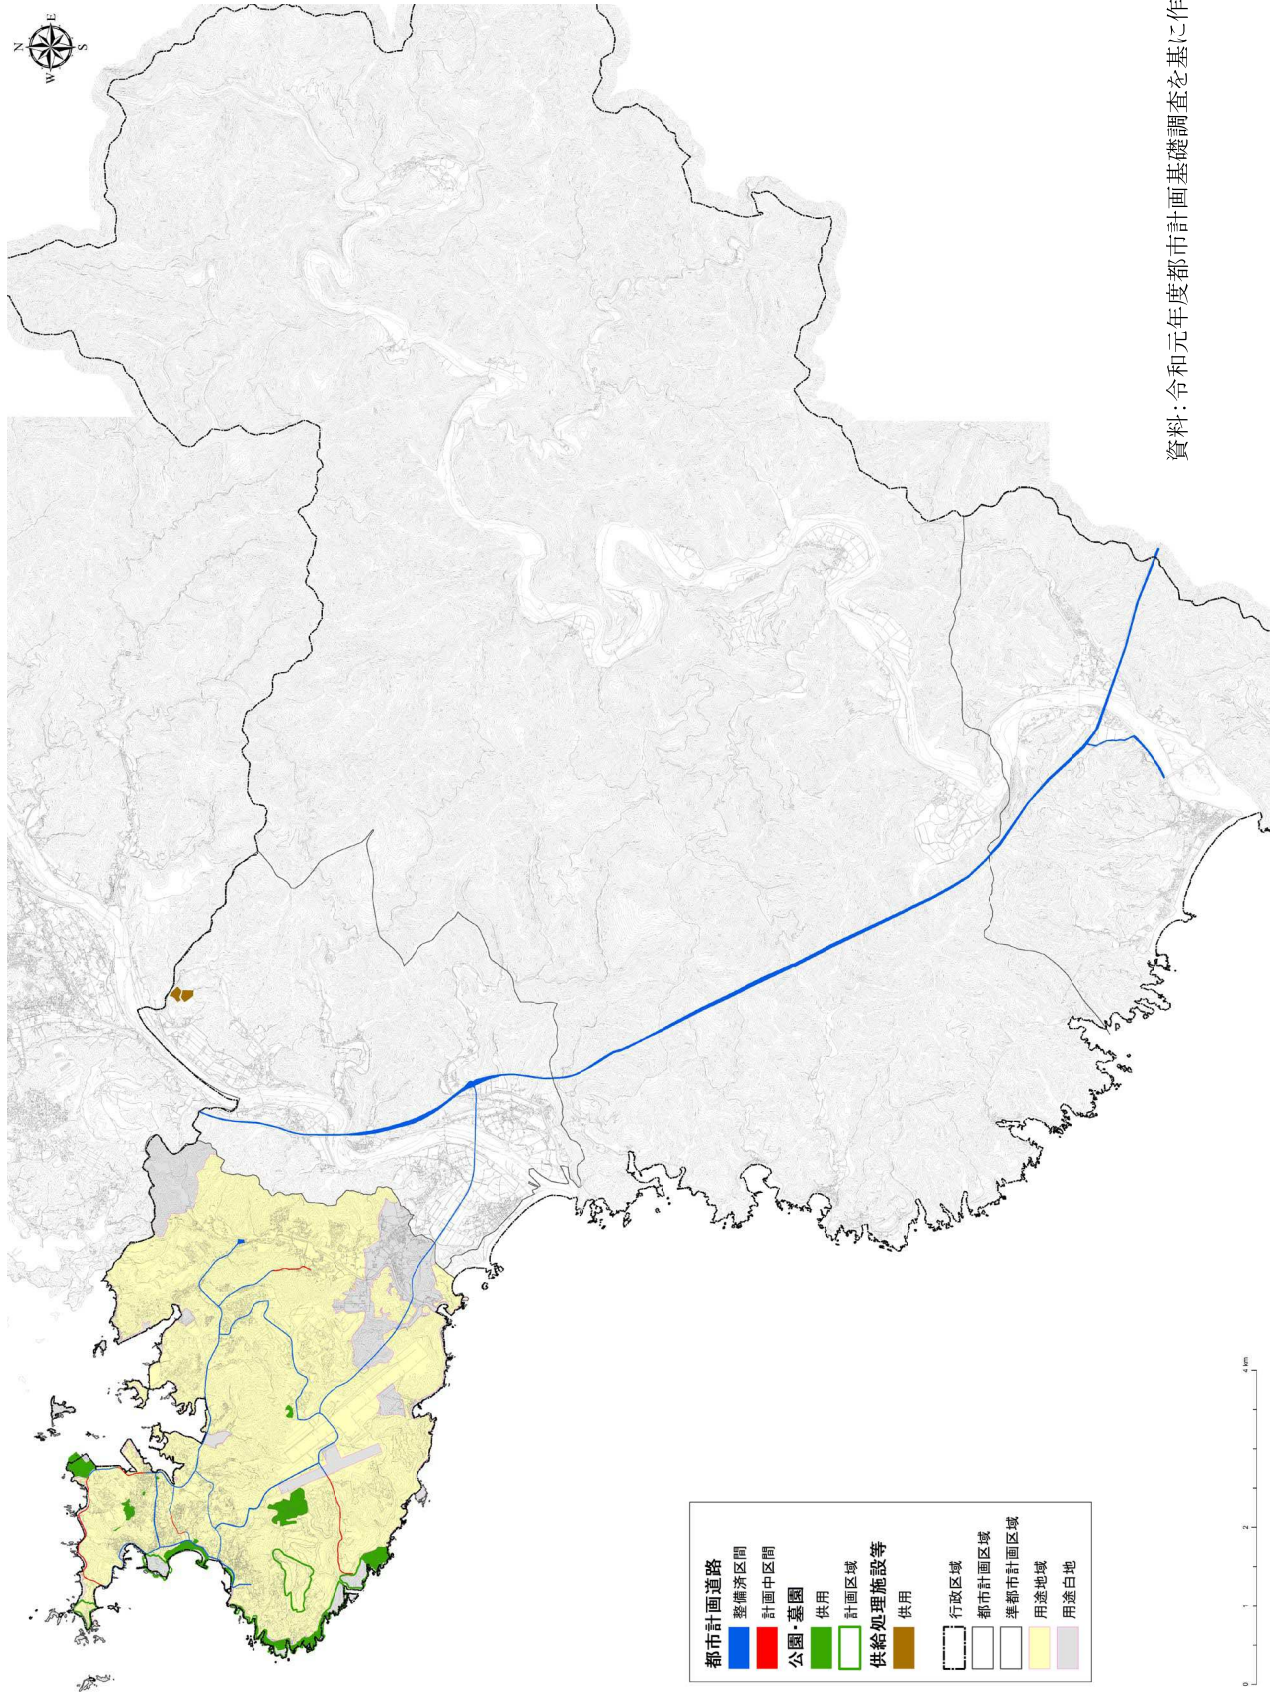 N
E
W
S
都市計画道路
整備済区間
計画中区間
公園・墓園
供用
計画区域
供給処理施設等
供用
行政区域
都市計画区域
準都市計画区域
用途地域
用途白地
0
1
2
4 km
資料：令和元年度都市計画基礎調査を基に作